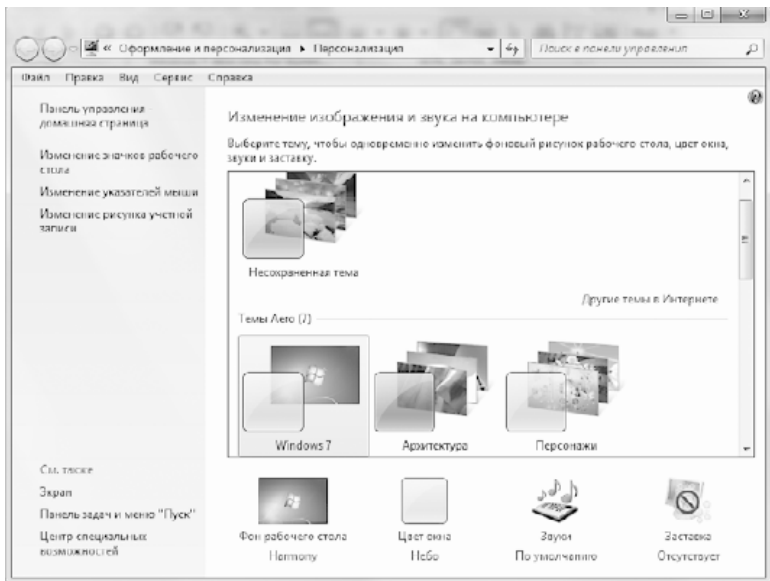 « Оформление и персонализация ▸ Персонализация
Поиск в панели управления
Файл Правка Вид Сервис Справка
Панель управления -
домашняя страница
Изменение значков рабочего
стола
Изменение указателей мыши
Изменение рисунка учетной
записи
Изменение изображения и звука на компьютере
Выберите тему, чтобы одновременно изменить фоновый рисунок рабочего стола, цвет окна,
звуки и заставку.
Несохраненная тема
Другие темы в Интернете
Темы Aero (7)
Windows 7
Архитектура
Персонажи
См. также
Экран
Панель задач и меню "Пуск"
Центр специальных
возможностей
Фон рабочего стола
Harmony
Цвет окна
Небо
Звуки
По умолчанию
Заставка
Отсутствует